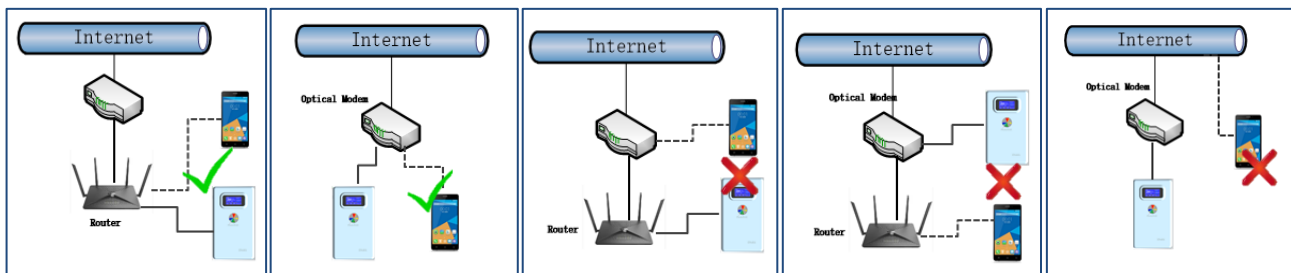 Internet
Router
Internet
Optical Modem
Internet
Router
Internet
Optical Modem
Router
Internet
Optical Modem